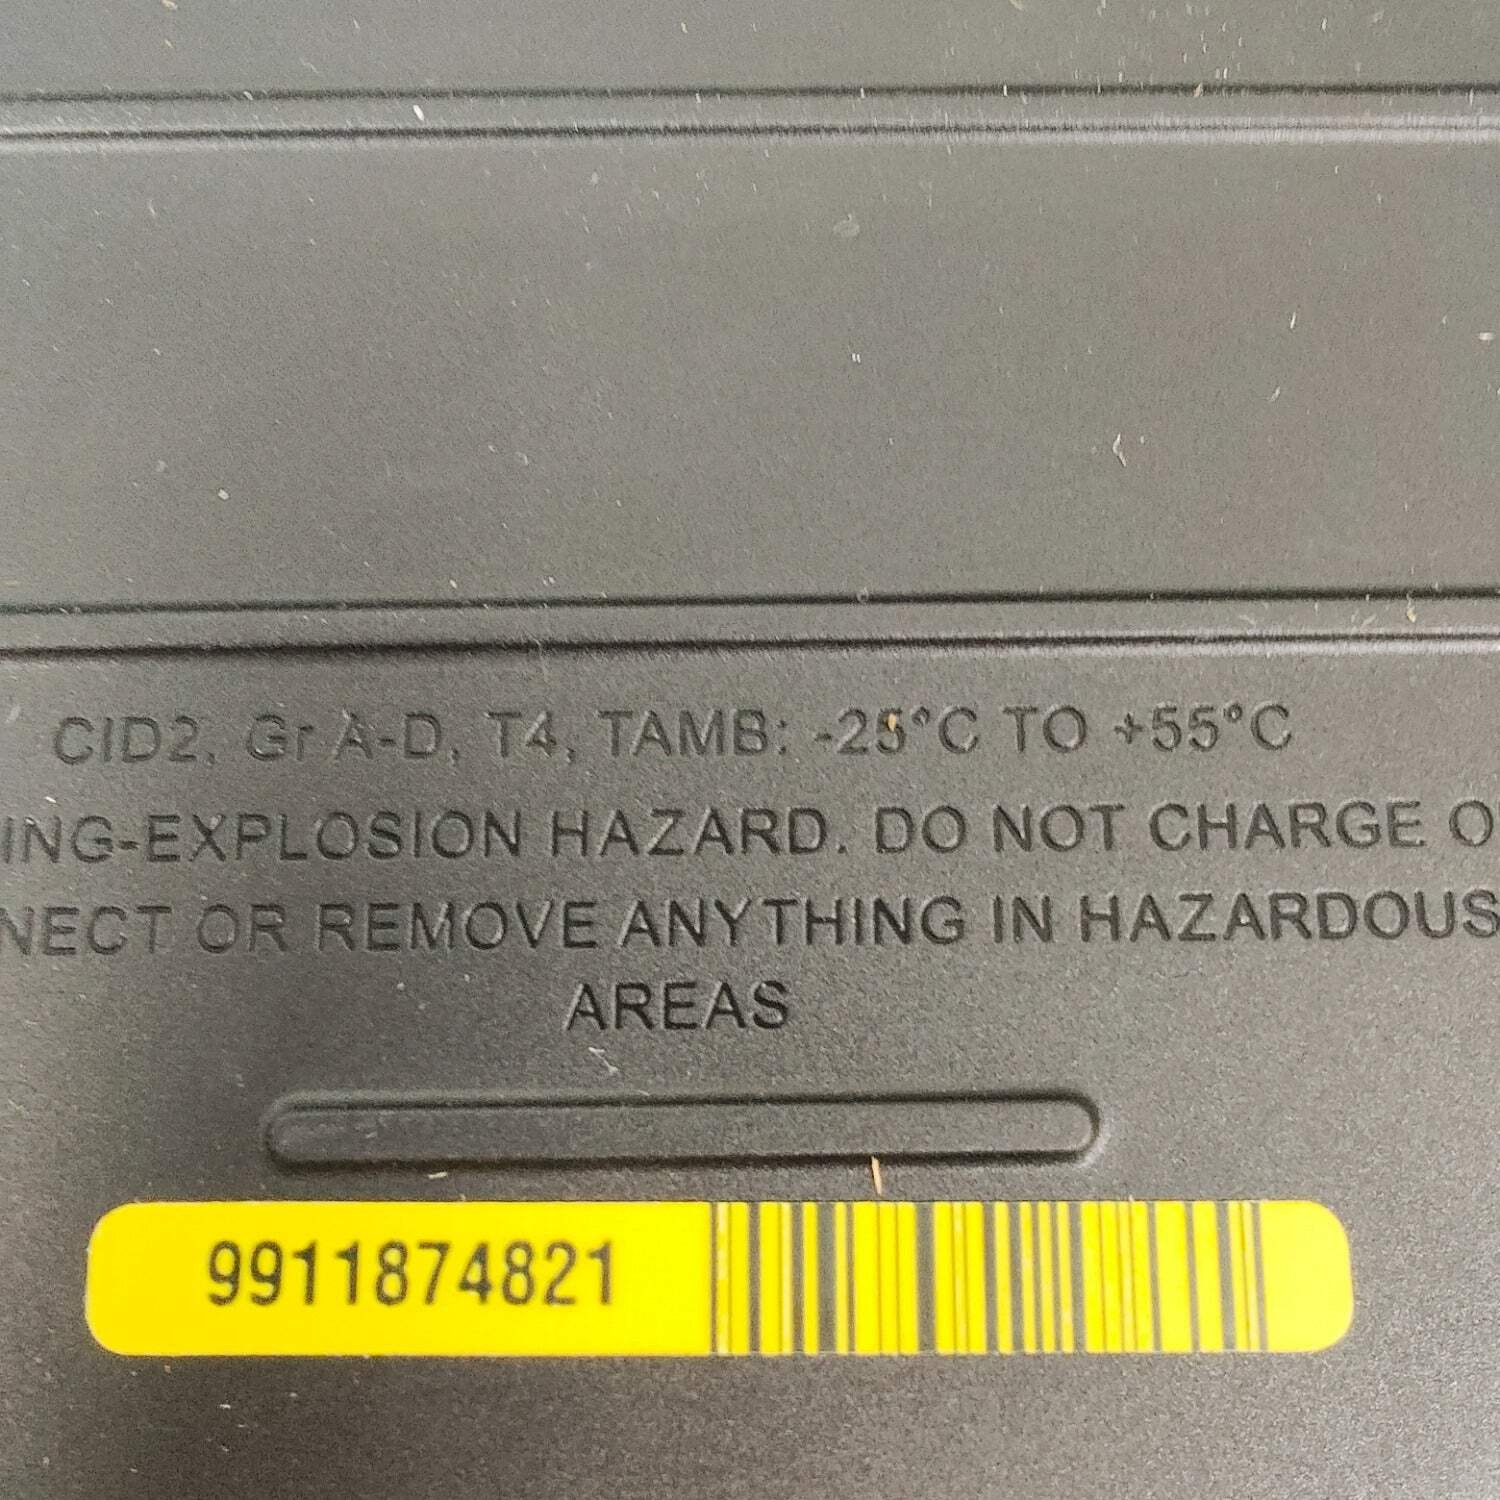 CID2, Gr A-D, T4, TAMB: -25°C TO +55°C
ING-EXPLOSION HAZARD. DO NOT CHARGE O
NECT OR REMOVE ANYTHING IN HAZARDOUS
AREAS
9911874821